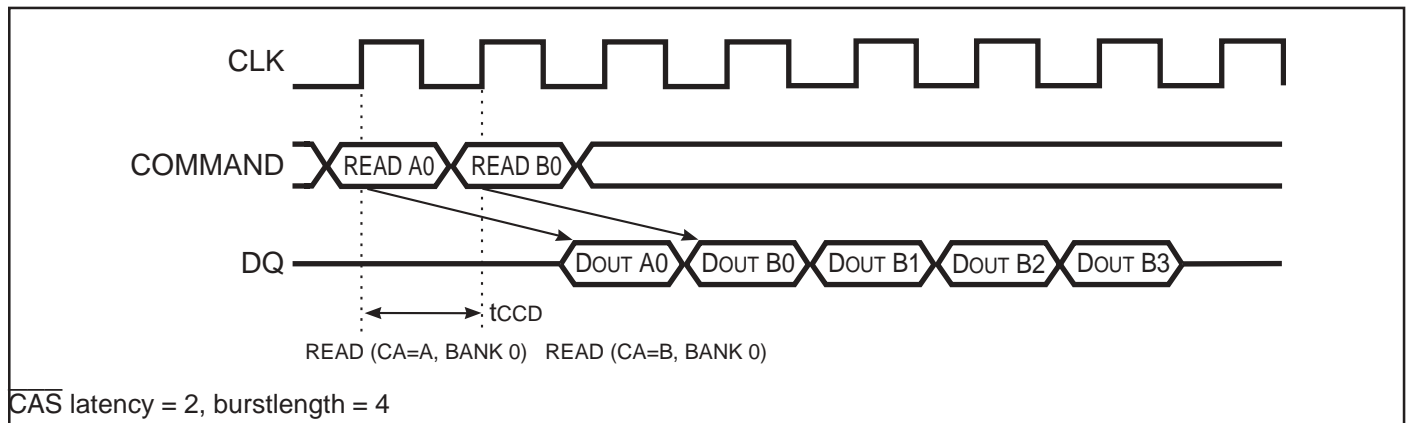 CLK
COMMAND READ A0 READ B0
DQ DOUT A0 DOUT B0 DOUT B1 DOUT B2 DOUT B3
tCCD
READ (CA=A, BANK 0) READ (CA=B, BANK 0)
CAS latency = 2, burstlength = 4